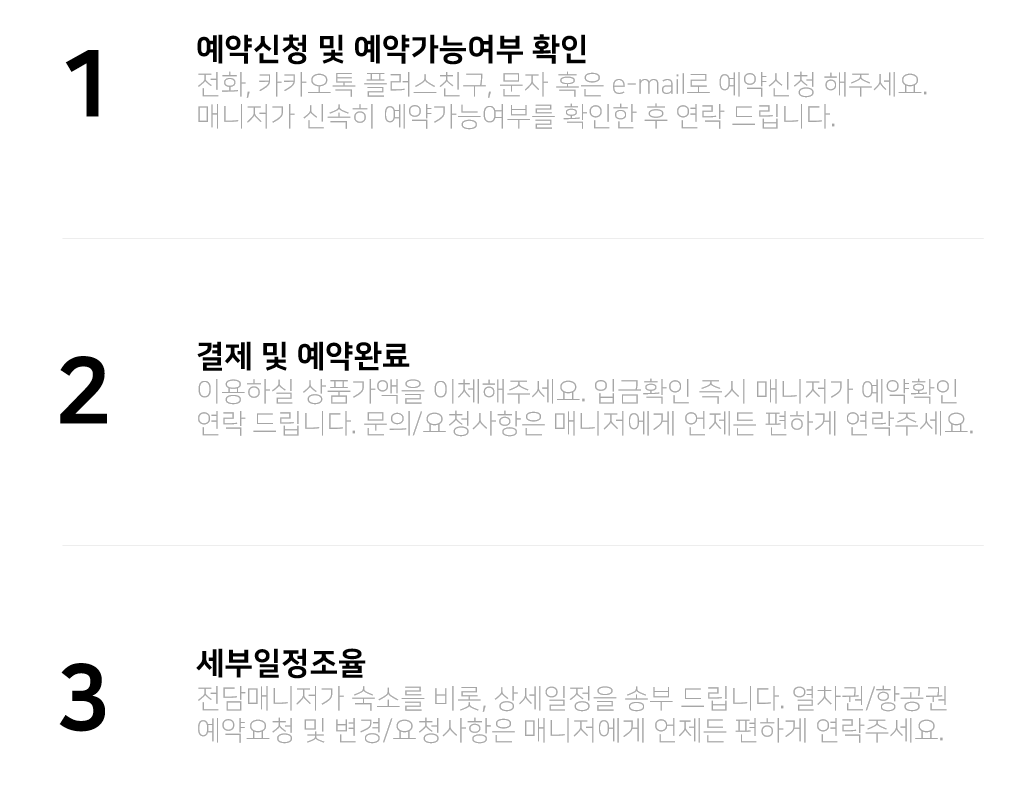 1
예약신청 및 예약가능여부 확인
전화, 카카오톡 플러스친구, 문자 혹은 e-mail로 예약신청 해주세요.
매니저가 신속히 예약가능여부를 확인한 후 연락 드립니다.
2
결제 및 예약완료
이용하실 상품가액을 이체해주세요. 입금확인 즉시 매니저가 예약확인
연락 드립니다. 문의/요청사항은 매니저에게 언제든 편하게 연락주세요.
3
세부일정조율
전담매니저가 숙소를 비롯, 상세일정을 송부 드립니다. 열차권/항공권
예약요청 및 변경/요청사항은 매니저에게 언제든 편하게 연락주세요.